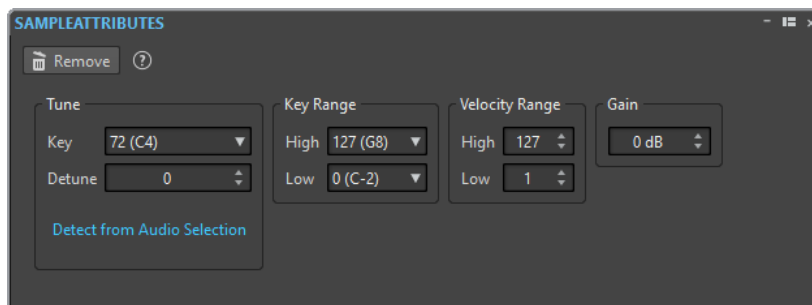 SAMPLEATTRIBUTES
Remove ?
Tune Key Range Velocity Range Gain
Key 72 (C4) High 127 (G8) High 127 0 dB
Detune 0 Low 0 (C-2) Low 1
Detect from Audio Selection